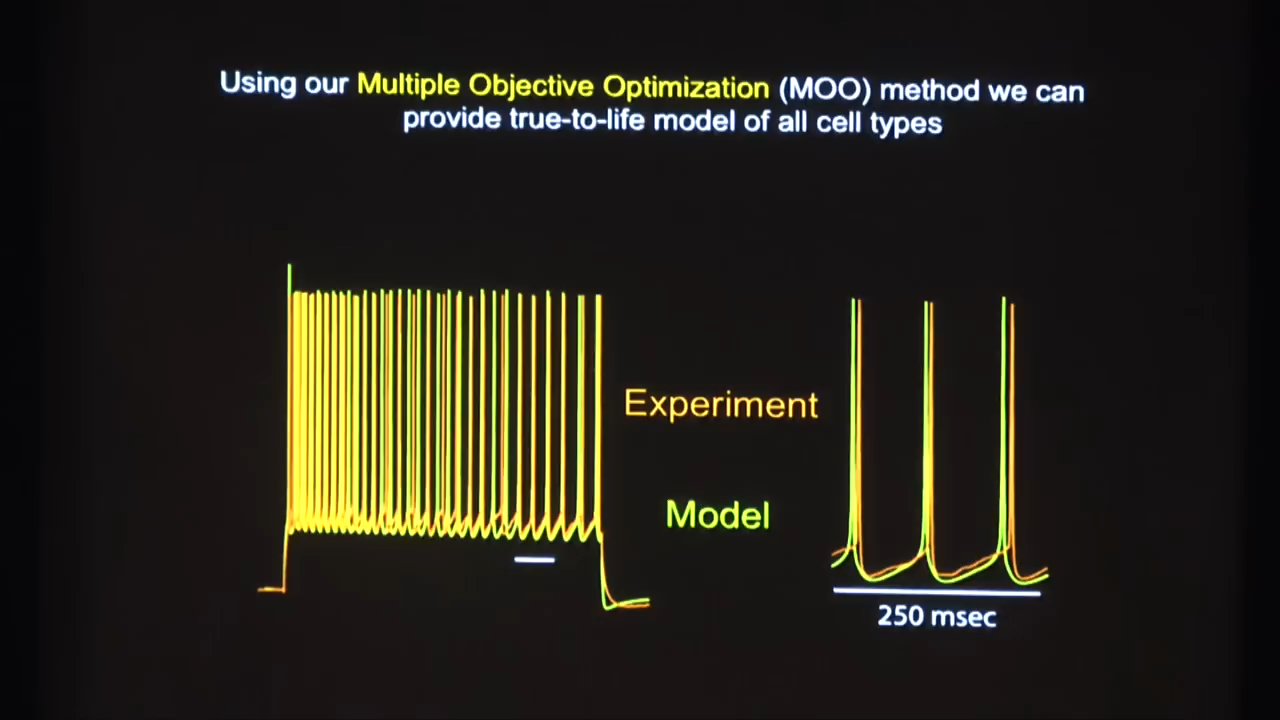 Using our Multiple Objective Optimization (MOO) method we can
provide true-to-life model of all cell types
Experiment
Model
250 msec